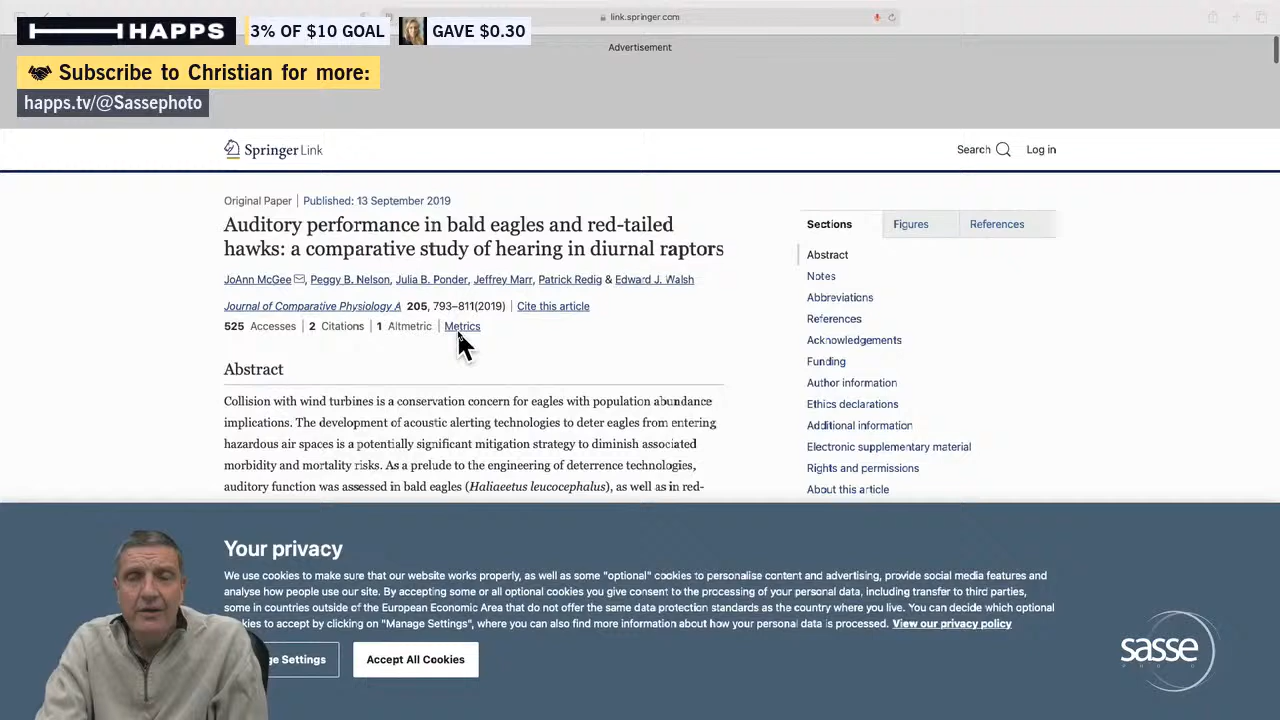 HAPPS
3% OF $10 GOAL
GAVE $0.30
Subscribe to Christian for more:
happs.tv/@Sassephoto
link.springer.com
Advertisement
Springer Link
Search
Log in
Original Paper | Published: 13 September 2019
Auditory performance in bald eagles and red-tailed
hawks: a comparative study of hearing in diurnal raptors
JoAnn McGee, Peggy B. Nelson, Julia B. Ponder, Jeffrey Marr, Patrick Redig & Edward J. Walsh
Journal of Comparative Physiology A 205, 793–811(2019) | Cite this article
525 Accesses | 2 Citations | 1 Altmetric | Metrics
Abstract
Collision with wind turbines is a conservation concern for eagles with population abundance
implications. The development of acoustic alerting technologies to deter eagles from entering
hazardous air spaces is a potentially significant mitigation strategy to diminish associated
morbidity and mortality risks. As a prelude to the engineering of deterrence technologies,
auditory function was assessed in bald eagles (Haliaeetus leucocephalus), as well as in red-
Sections
Figures
References
Abstract
Notes
Abbreviations
References
Acknowledgements
Funding
Author information
Ethics declarations
Additional information
Electronic supplementary material
Rights and permissions
About this article
Your privacy
We use cookies to make sure that our website works properly, as well as some "optional" cookies to personalise content and advertising, provide social media features and
analyse how people use our site. By accepting some or all optional cookies you give consent to the processing of your personal data, including transfer to third parties,
some in countries outside of the European Economic Area that do not offer the same data protection standards as the country where you live. You can decide which optional
kies to accept by clicking on "Manage Settings", where you can also find more information about how your personal data is processed. View our privacy policy
ge Settings
Accept All Cookies
sasse